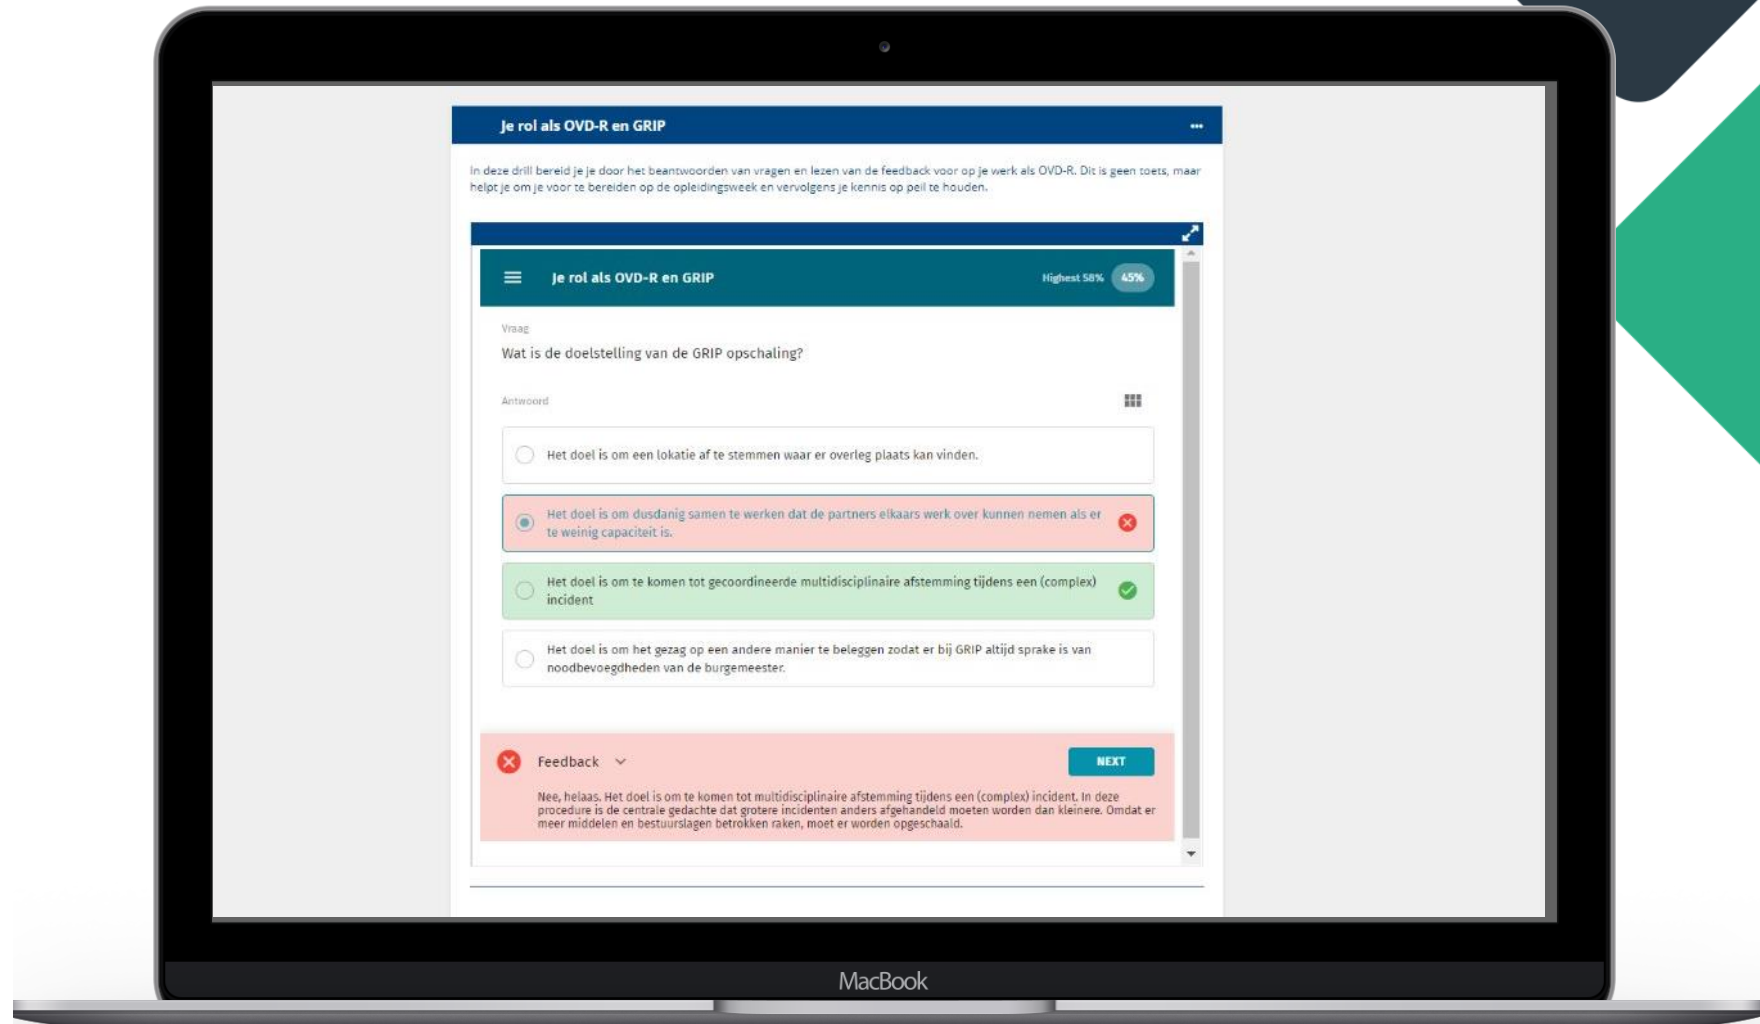 Je rol als OVD-R en GRIP
In deze drill bereid je je door het beantwoorden van vragen en lezen van de feedback voor op je werk als OVD-R. Dit is geen toets, maar
helpt je om je voor te bereiden op de opleidingsweek en vervolgens je kennis op peil te houden.
Je rol als OVD-R en GRIP
Highest 58% 45%
Vraag
Wat is de doelstelling van de GRIP opschaling?
Antwoord
Het doel is om een lokatie af te stemmen waar er overleg plaats kan vinden.
Het doel is om dusdanig samen te werken dat de partners elkaars werk over kunnen nemen als er
te weinig capaciteit is.
Het doel is om te komen tot gecoordineerde multidisciplinaire afstemming tijdens een (complex)
incident
Het doel is om het gezag op een andere manier te beleggen zodat er bij GRIP altijd sprake is van
noodbevoegdheden van de burgemeester.
Feedback
NEXT
Nee, helaas. Het doel is om te komen tot multidisciplinaire afstemming tijdens een (complex) incident. In deze
procedure is de centrale gedachte dat grotere incidenten anders afgehandeld moeten worden dan kleinere. Omdat er
meer middelen en bestuurslagen betrokken raken, moet er worden opgeschaald.
MacBook